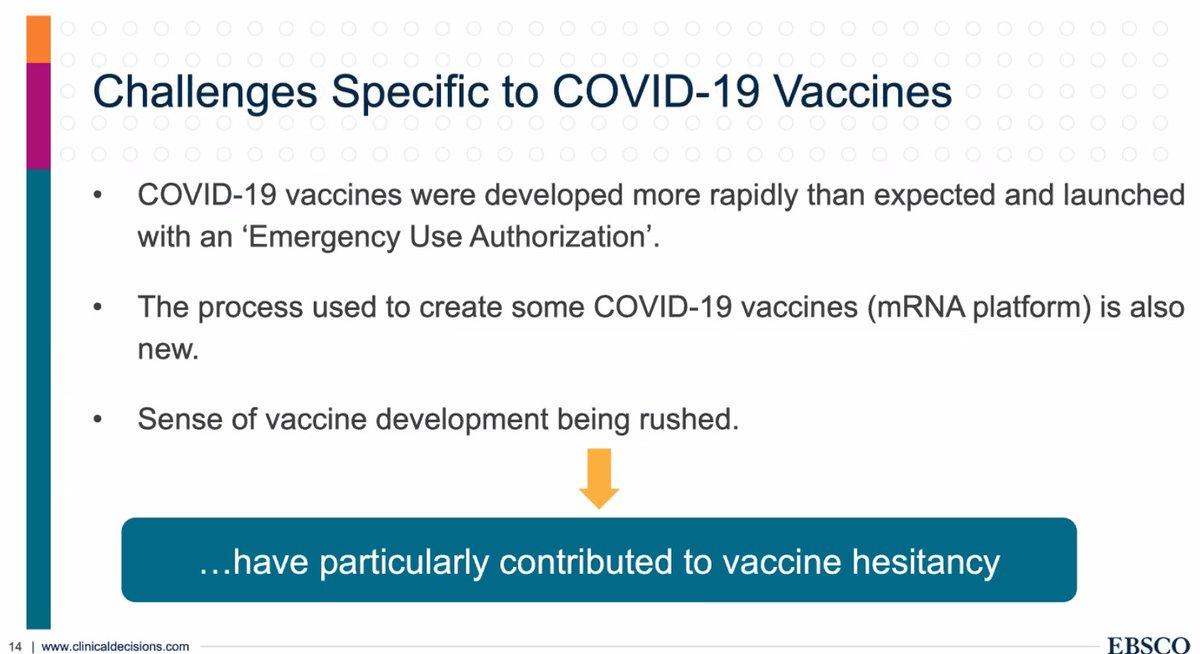 Challenges Specific to COVID-19 Vaccines
• COVID-19 vaccines were developed more rapidly than expected and launched
with an ‘Emergency Use Authorization’.
• The process used to create some COVID-19 vaccines (mRNA platform) is also
new.
• Sense of vaccine development being rushed.
…have particularly contributed to vaccine hesitancy
14 | www.clinicaldecisions.com
EBSCO